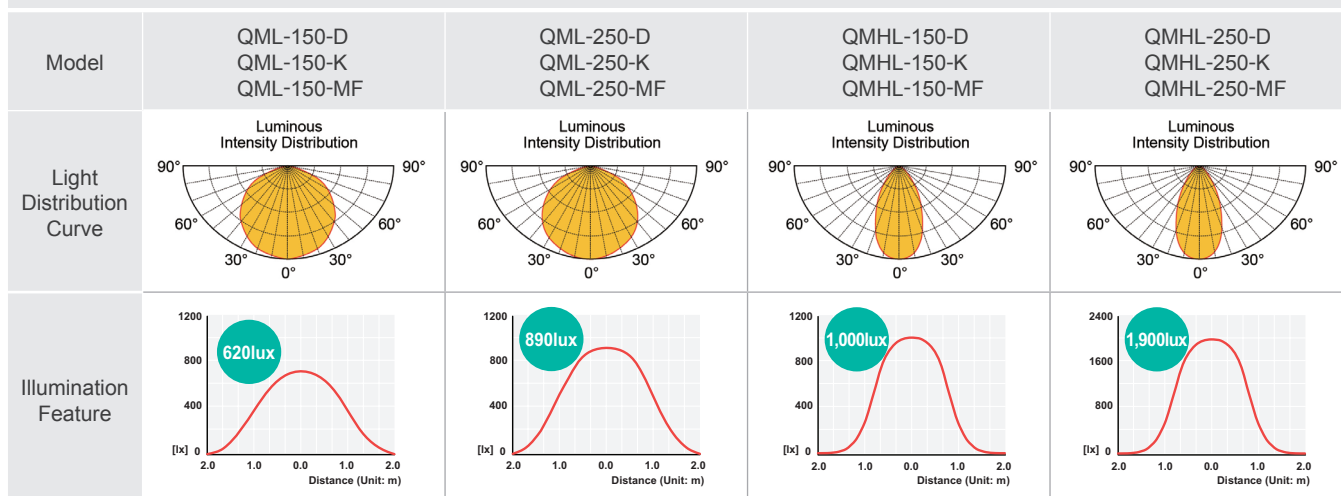 Model
QML-150-D
QML-150-K
QML-150-MF
QML-250-D
QML-250-K
QML-250-MF
QMHL-150-D
QMHL-150-K
QMHL-150-MF
QMHL-250-D
QMHL-250-K
QMHL-250-MF
Light
Distribution
Curve
Luminous
Intensity Distribution
90°
90°
60°
60°
30°
30°
0°
Luminous
Intensity Distribution
90°
90°
60°
60°
30°
30°
0°
Luminous
Intensity Distribution
90°
90°
60°
60°
30°
30°
0°
Luminous
Intensity Distribution
90°
90°
60°
60°
30°
30°
0°
Illumination
Feature
1200
620lux
800
400
[lx] 0
2.0 1.0 0.0 1.0 2.0
Distance (Unit: m)
1200
890lux
800
400
[lx] 0
2.0 1.0 0.0 1.0 2.0
Distance (Unit: m)
1200
1,000lux
800
400
[lx] 0
2.0 1.0 0.0 1.0 2.0
Distance (Unit: m)
2400
1,900lux
1600
800
[lx] 0
2.0 1.0 0.0 1.0 2.0
Distance (Unit: m)